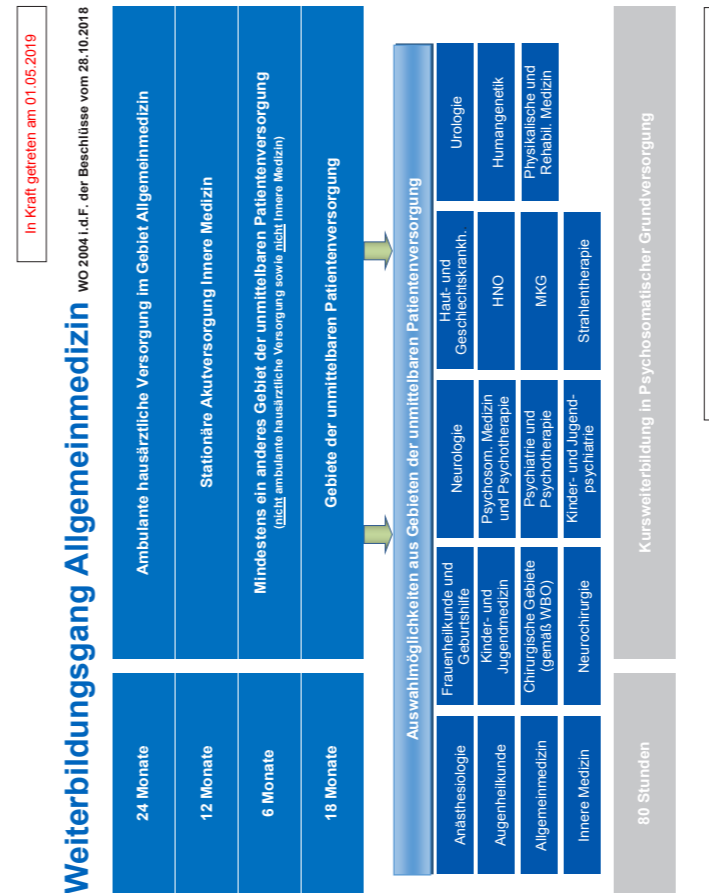 In Kraft getreten am 01.05.2019
Weiterbildungsgang Allgemeinmedizin WO 2004 i.d.F. der Beschlüsse vom 28.10.2018
24 Monate
Ambulante hausärztliche Versorgung im Gebiet Allgemeinmedizin
12 Monate
Stationäre Akutversorgung Innere Medizin
6 Monate
Mindestens ein anderes Gebiet der unmittelbaren Patientenversorgung
(nicht ambulante hausärztliche Versorgung sowie nicht Innere Medizin)
18 Monate
Gebiete der unmittelbaren Patientenversorgung
Auswahlmöglichkeiten aus Gebieten der unmittelbaren Patientenversorgung
Anästhesiologie
Frauenheilkunde und
Geburtshilfe
Neurologie
Haut- und
Geschlechtskrankh.
Urologie
Augenheilkunde
Kinder- und
Jugendmedizin
Psychosom. Medizin
und Psychotherapie
HNO
Humangenetik
Allgemeinmedizin
Chirurgische Gebiete
(gemäß WBO)
Psychiatrie und
Psychotherapie
MKG
Physikalische und
Rehabil. Medizin
Innere Medizin
Neurochirurgie
Kinder- und Jugend-
psychiatrie
Strahlentherapie
80 Stunden
Kursweiterbildung in Psychosomatischer Grundversorgung